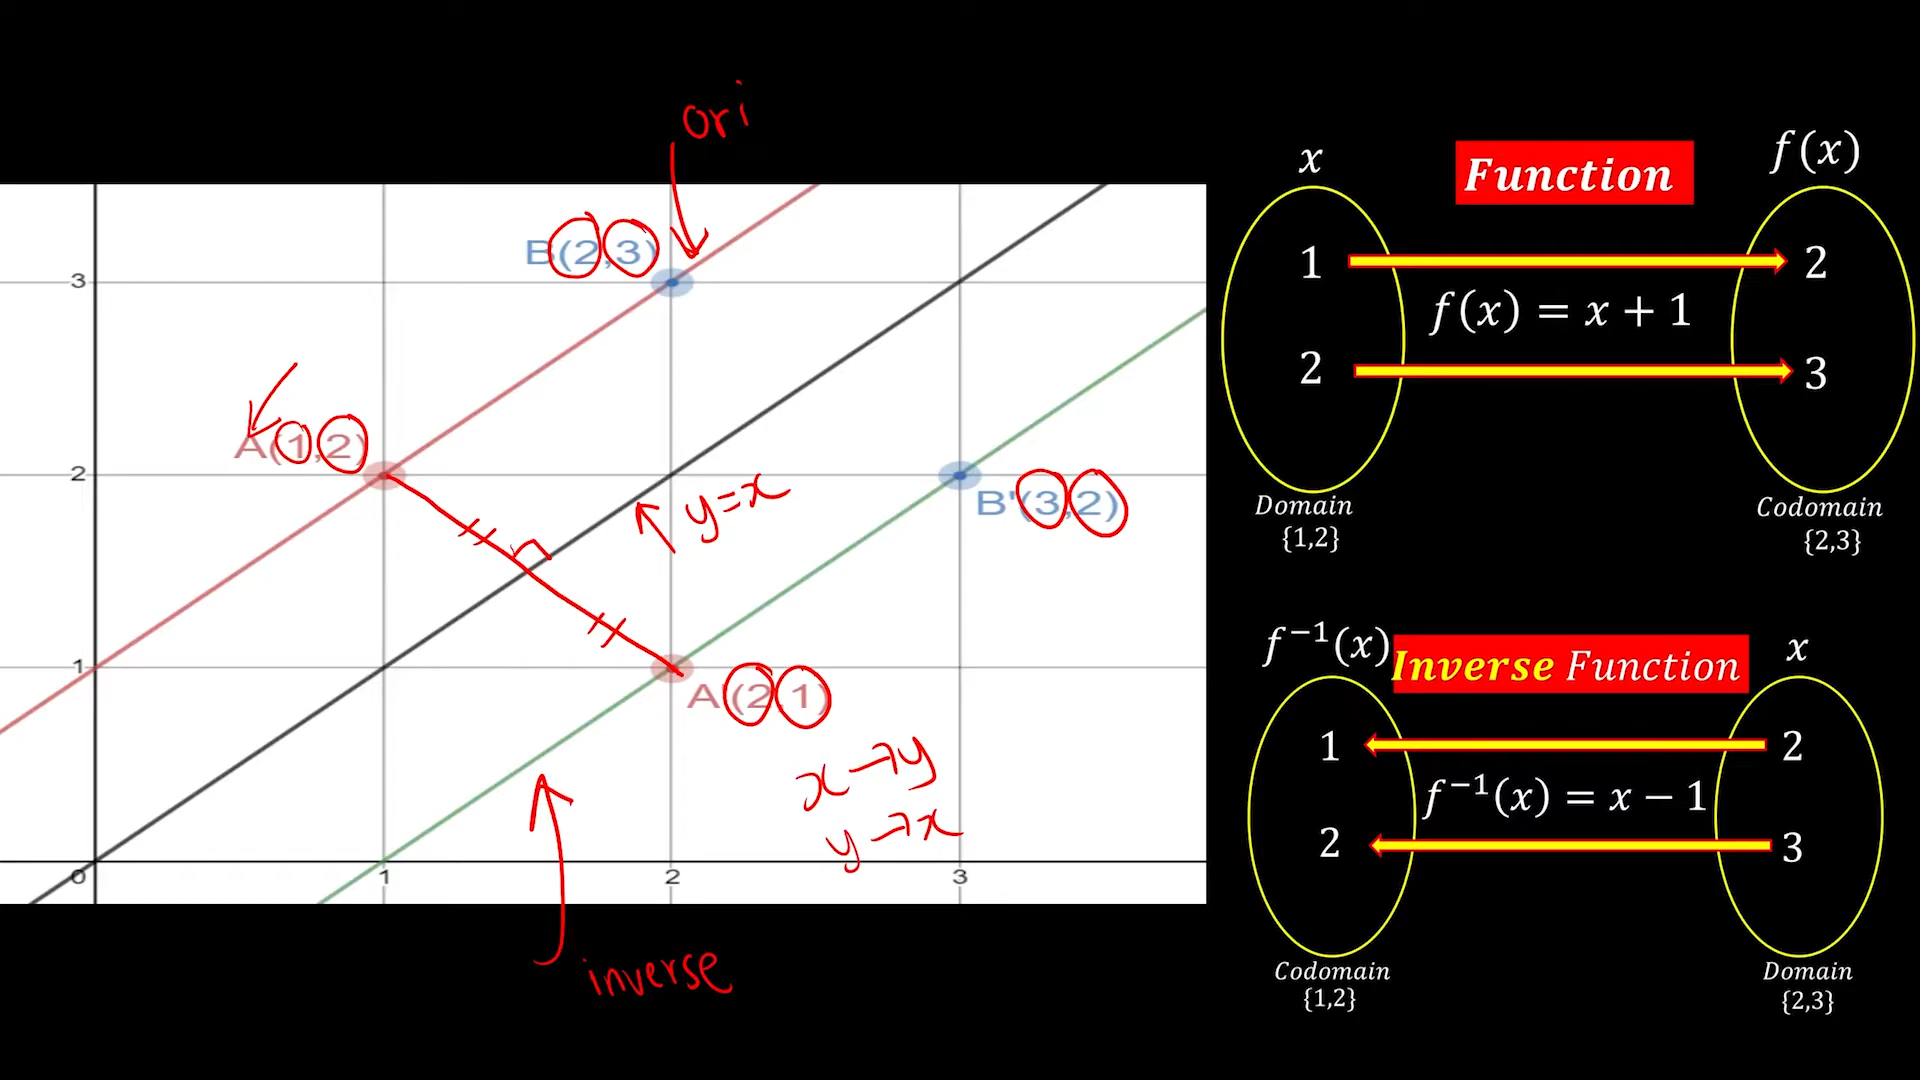 ori
B(2,3)
3
A(1,2)
2
y=x
B'(3,2)
1
A'(2,1)
x→y
y→x
0
1
2
3
inverse
x
Function
f(x)
1
2
f(x) = x + 1
2
3
Domain
{1,2}
Codomain
{2,3}
f⁻¹(x)
Inverse Function
x
1
2
f⁻¹(x) = x − 1
2
3
Codomain
{1,2}
Domain
{2,3}